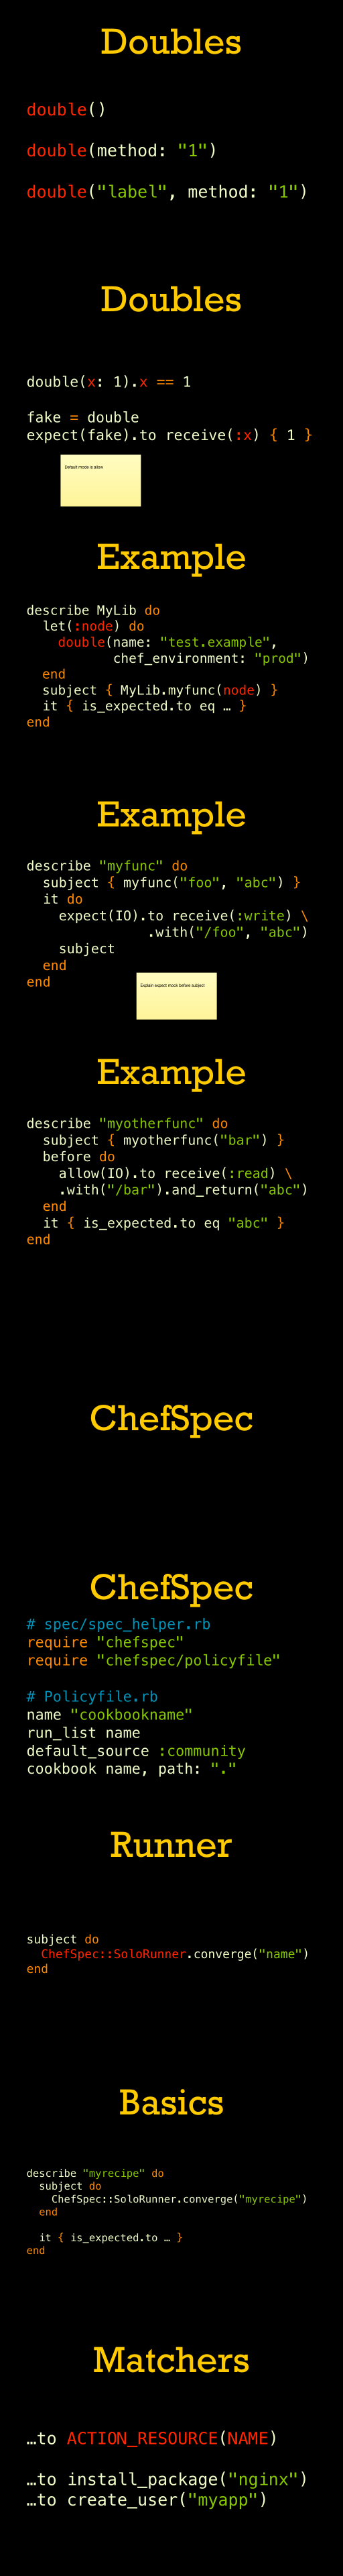 Doubles
double()
double(method: "1")
double("label", method: "1")
Doubles
double(x: 1).x == 1
fake = double
expect(fake).to receive(:x) { 1 }
Default mode is allow
Example
describe MyLib do
  let(:node) do
    double(name: "test.example",
           chef_environment: "prod")
  end
  subject { MyLib.myfunc(node) }
  it { is_expected.to eq … }
end
Example
describe "myfunc" do
  subject { myfunc("foo", "abc") }
  it do
    expect(IO).to receive(:write) \
               .with("/foo", "abc")
    subject
  end
end
Explain expect mock before subject
Example
describe "myotherfunc" do
  subject { myotherfunc("bar") }
  before do
    allow(IO).to receive(:read) \
    .with("/bar").and_return("abc")
  end
  it { is_expected.to eq "abc" }
end
ChefSpec
ChefSpec
# spec/spec_helper.rb
require "chefspec"
require "chefspec/policyfile"
# Policyfile.rb
name "cookbookname"
run_list name
default_source :community
cookbook name, path: "."
Runner
subject do
  ChefSpec::SoloRunner.converge("name")
end
Basics
describe "myrecipe" do
  subject do
    ChefSpec::SoloRunner.converge("myrecipe")
  end
  it { is_expected.to … }
end
Matchers
…to ACTION_RESOURCE(NAME)
…to install_package("nginx")
…to create_user("myapp")